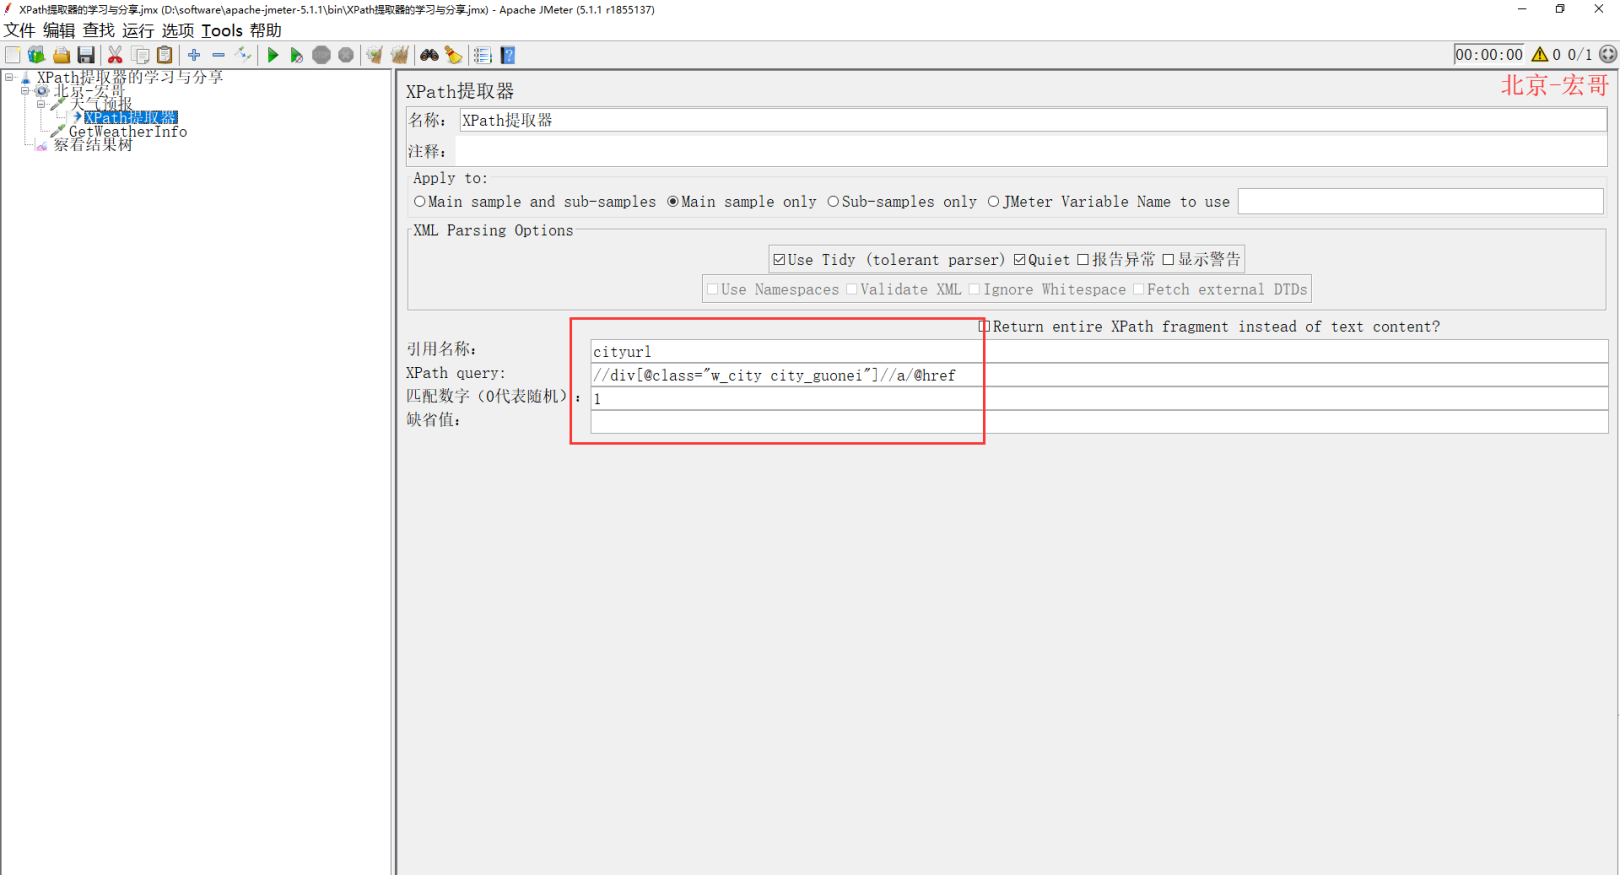 XPath提取器的学习与分享.jmx (D:\software\apache-jmeter-5.1.1\bin\XPath提取器的学习与分享.jmx) - Apache JMeter (5.1.1 r1855137)
文件 编辑 查找 运行 选项 Tools 帮助
00:00:00 0 0/1
XPath提取器的学习与分享
北京-宏哥
天气预报
XPath提取器
GetWeatherInfo
察看结果树
北京-宏哥
XPath提取器
名称: XPath提取器
注释:
Apply to:
Main sample and sub-samples Main sample only Sub-samples only JMeter Variable Name to use
XML Parsing Options
Use Tidy (tolerant parser) Quiet 报告异常 显示警告
Use Namespaces Validate XML Ignore Whitespace Fetch external DTDs
Return entire XPath fragment instead of text content?
引用名称: cityurl
XPath query: //div[@class="w_city city_guonei"]//a/@href
匹配数字（0代表随机）: 1
缺省值: